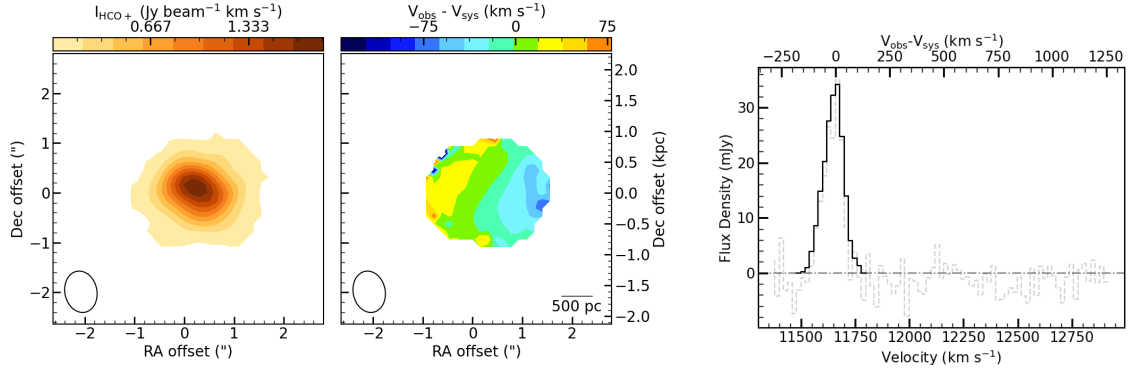 I_HCO+ (Jy beam⁻¹ km s⁻¹)
0.667 1.333
V_obs - V_sys
−75 0 75
2
1
0
−1
−2
Dec offset (")
−2 −1 0 1 2
RA offset (")
500 pc
−2 −1 0 1 2
RA offset (")
2.0
1.5
1.0
0.5
0.0
−0.5
−1.0
−1.5
−2.0
Dec offset (kpc)
V_obs-V_sys (km s⁻¹)
−250 0 250 500 750 1000 1250
30
20
10
0
Flux Density (mJy)
11500 11750 12000 12250 12500 12750
Velocity (km s⁻¹)